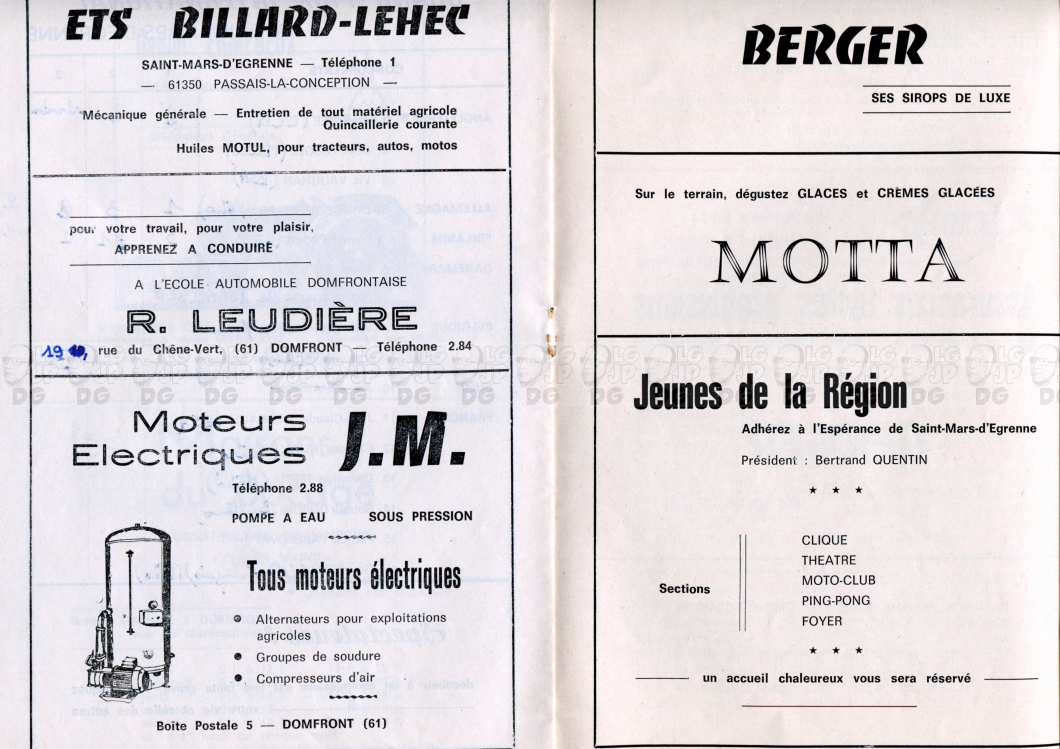 ETS BILLARD-LEHEC
SAINT-MARS-D'EGRENNE — Téléphone 1
— 61350 PASSAIS-LA-CONCEPTION —
Mécanique générale — Entretien de tout matériel agricole
Quincaillerie courante
Huiles MOTUL, pour tracteurs, autos, motos
pour votre travail, pour votre plaisir,
APPRENEZ A CONDUIRE
A L'ECOLE AUTOMOBILE DOMFRONTAISE
R. LEUDIÈRE
19, rue du Chêne-Vert, (61) DOMFRONT — Téléphone 2.84
Moteurs
Electriques J.M.
Téléphone 2.88
POMPE A EAU SOUS PRESSION
Tous moteurs électriques
Alternateurs pour exploitations
agricoles
Groupes de soudure
Compresseurs d'air
Boîte Postale 5 — DOMFRONT (61)
BERGER
SES SIROPS DE LUXE
Sur le terrain, dégustez GLACES et CRÈMES GLACÉES
MOTTA
Jeunes de la Région
Adhérez à l'Espérance de Saint-Mars-d'Egrenne
Président : Bertrand QUENTIN
★ ★ ★
Sections
CLIQUE
THEATRE
MOTO-CLUB
PING-PONG
FOYER
★ ★ ★
un accueil chaleureux vous sera réservé